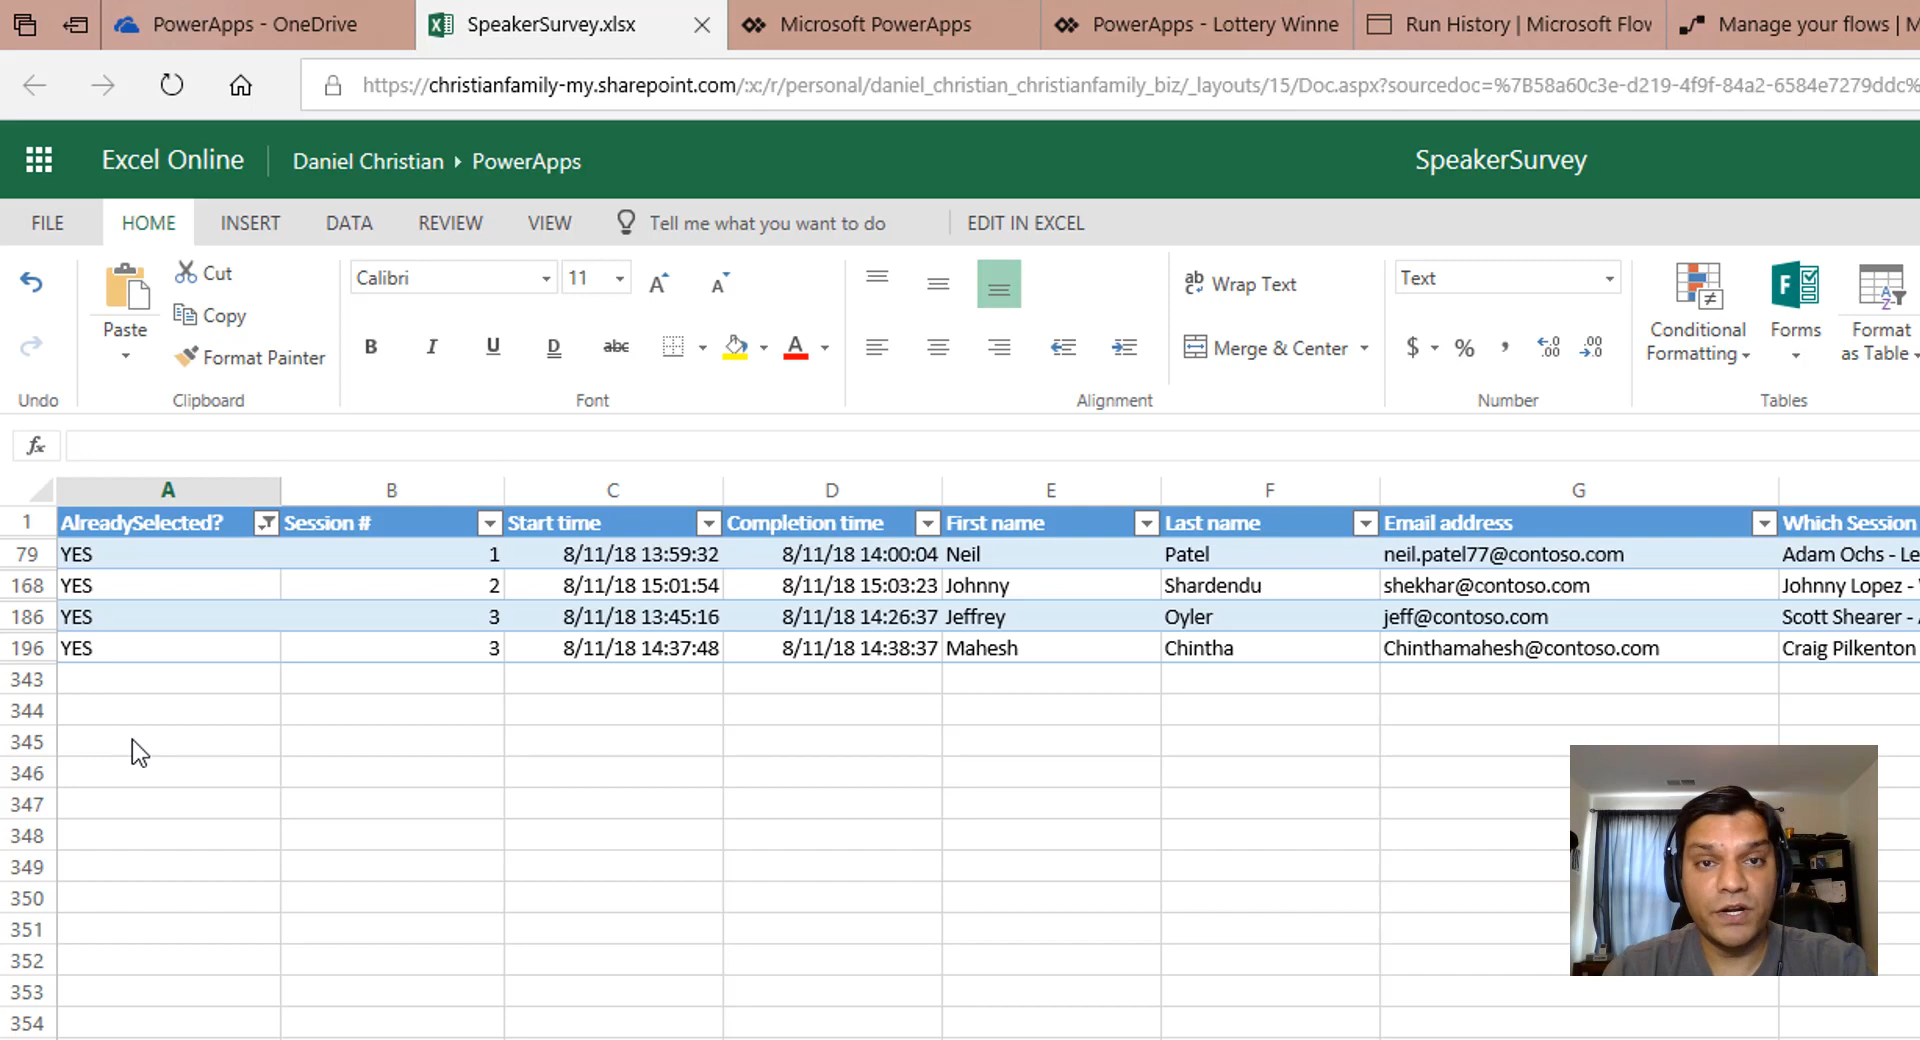 PowerApps - OneDrive SpeakerSurvey.xlsx Microsoft PowerApps PowerApps - Lottery Winne Run History | Microsoft Flov Manage your flows | M
https://christianfamily-my.sharepoint.com/:x:/r/personal/daniel_christian_christianfamily_biz/_layouts/15/Doc.aspx?sourcedoc=%7B58a60c3e-d219-4f9f-84a2-6584e7279ddc%
Excel Online Daniel Christian PowerApps SpeakerSurvey
FILE HOME INSERT DATA REVIEW VIEW Tell me what you want to do EDIT IN EXCEL
Paste Cut Copy Format Painter
Calibri 11
B I U D abc A
ab Wrap Text
Merge & Center
Text
$ % , .00 .00
Conditional Formatting Forms Format as Table
Undo Clipboard Font Alignment Number Tables
fx
A B C D E F G
1 AlreadySelected? Session # Start time Completion time First name Last name Email address Which Session
79 YES 1 8/11/18 13:59:32 8/11/18 14:00:04 Neil Patel neil.patel77@contoso.com Adam Ochs - Le
168 YES 2 8/11/18 15:01:54 8/11/18 15:03:23 Johnny Shardendu shekhar@contoso.com Johnny Lopez -
186 YES 3 8/11/18 13:45:16 8/11/18 14:26:37 Jeffrey Oyler jeff@contoso.com Scott Shearer -
196 YES 3 8/11/18 14:37:48 8/11/18 14:38:37 Mahesh Chintha Chinthamahesh@contoso.com Craig Pilkenton
343
344
345
346
347
348
349
350
351
352
353
354